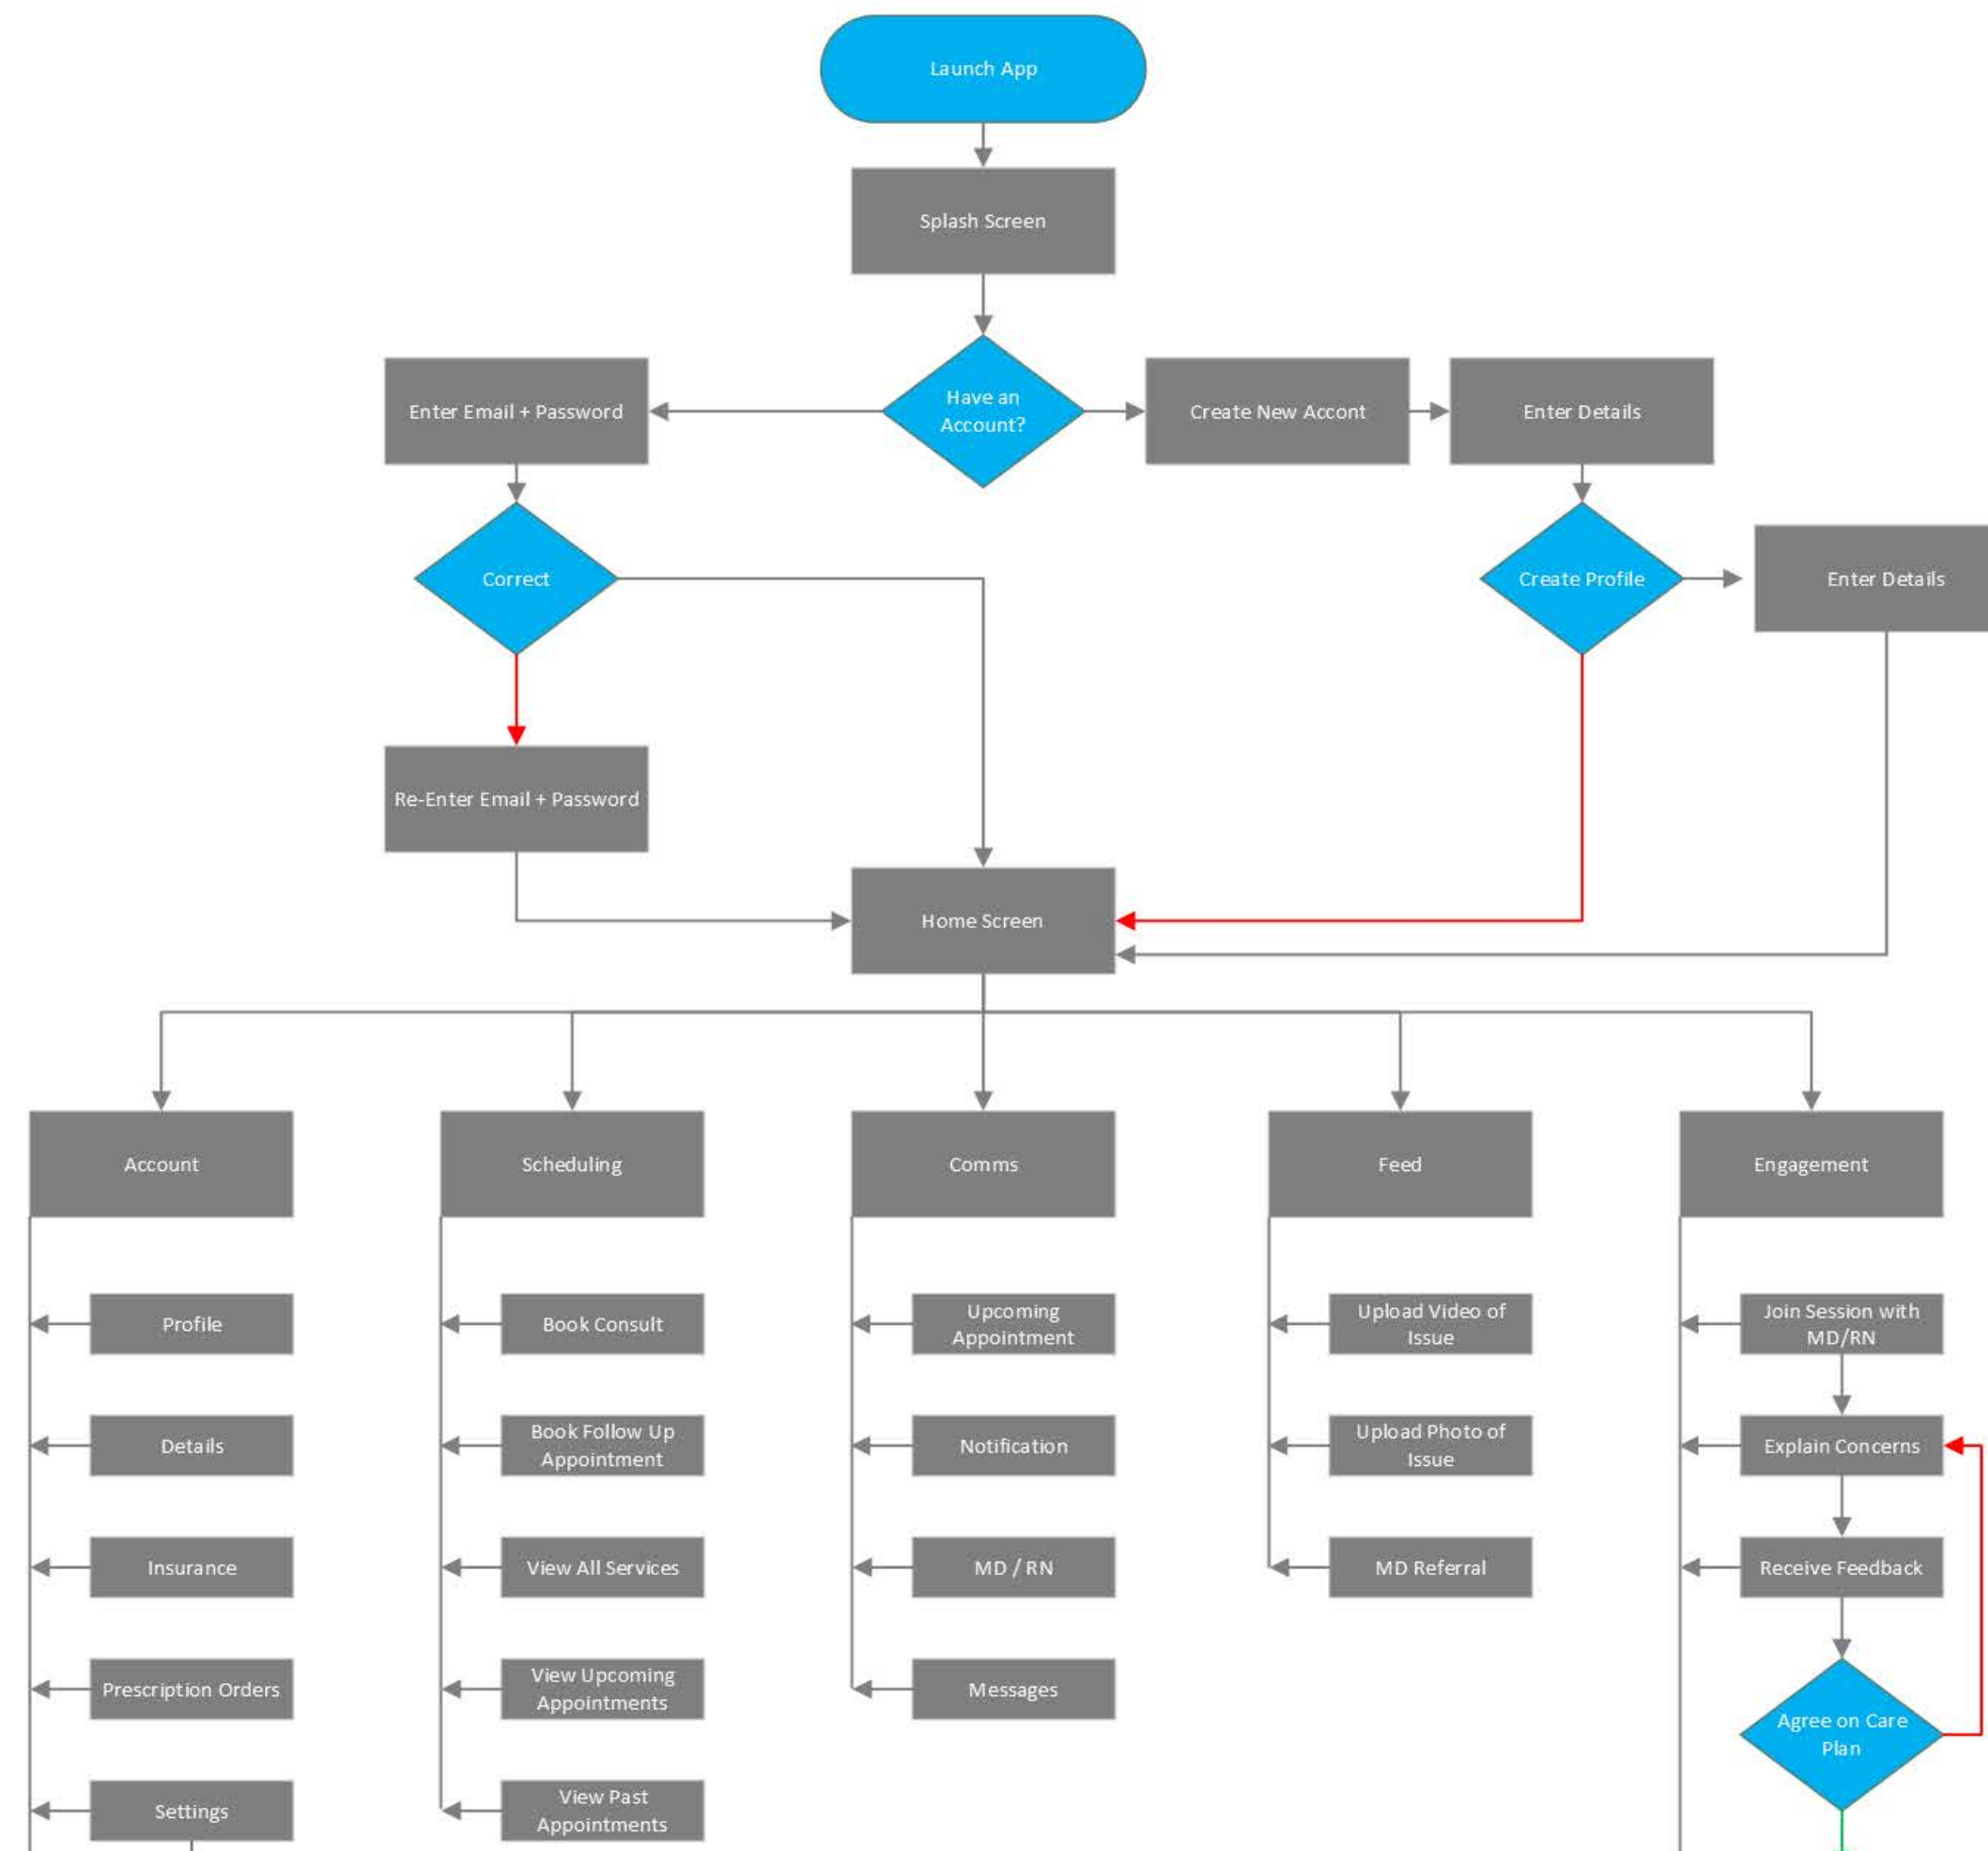 Launch App
Splash Screen
Enter Email + Password
Have an
Account?
Create New Accont
Enter Details
Correct
Create Profile
Enter Details
Re-Enter Email + Password
Home Screen
Account
Scheduling
Comms
Feed
Engagement
Profile
Book Consult
Upcoming
Appointment
Upload Video of
Issue
Join Session with
MD/RN
Details
Book Follow Up
Appointment
Notification
Upload Photo of
Issue
Explain Concerns
Insurance
View All Services
MD / RN
MD Referral
Receive Feedback
Prescription Orders
View Upcoming
Appointments
Messages
Agree on Care
Plan
Settings
View Past
Appointments